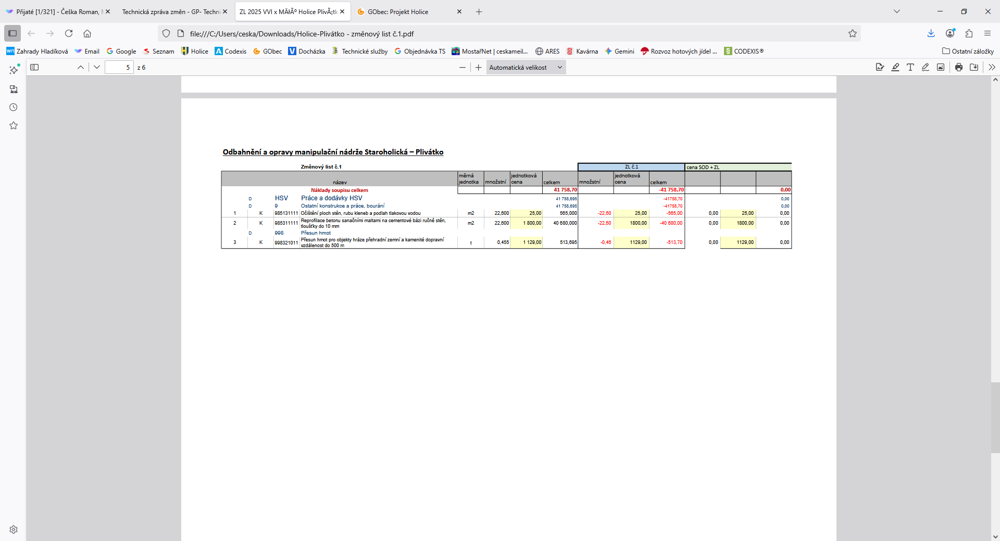 Přijaté [1/321] - Češka Roman,
Technická zpráva změn - GP- Techni
ZL 2025 VVI x MÄłÃº Holice PlivÃ¡tk
GObec: Projekt Holice
file:///C:/Users/ceska/Downloads/Holice-Plivátko - změnový list č.1.pdf
Zahrady Hladíková Email Google Seznam Holice Codexis GObec Docházka Technické služby Objednávka TS MostařNet | ceskameil... ARES Kavárna Gemini Rozvoz hotových jídel ... CODEXIS® Ostatní záložky
5 z 6 Automatická velikost
Odbahnění a opravy manipulační nádrže Staroholická – Plivátko
Změnový list č.1 ZL č.1 cena SOD + ZL
název měrná jednotka množstní jednotková cena celkem množstní jednotková cena celkem
Náklady soupisu celkem 41 758,70 -41 758,70 0,00
D HSV Práce a dodávky HSV 41 758,695 -41758,70 0,00
D 9 Ostatní konstrukce a práce, bourání 41 758,695 -41758,70 0,00
1 K 985131111 Očištění ploch stěn, rubu kleneb a podlah tlakovou vodou m2 22,600 25,00 565,000 -22,60 25,00 -565,00 0,00 25,00 0,00
2 K 985311111 Reprofilace betonu sanačními maltami na cementové bázi ručně stěn, tloušťky do 10 mm m2 22,600 1 800,00 40 680,000 -22,60 1800,00 -40 680,00 0,00 1800,00 0,00
D 998 Přesun hmot
3 K 998321011 Přesun hmot pro objekty hráze přehradní zemní a kamenité dopravní vzdálenost do 500 m t 0,455 1 129,00 513,695 -0,46 1129,00 -513,70 0,00 1129,00 0,00